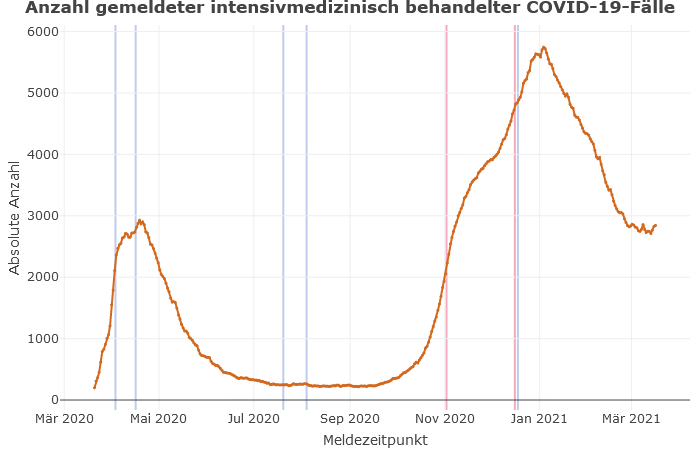 Anzahl gemeldeter intensivmedizinisch behandelter COVID-19-Fälle
6000
5000
4000
3000
2000
1000
0
Absolute Anzahl
Mär 2020
Mai 2020
Jul 2020
Sep 2020
Nov 2020
Jan 2021
Mär 2021
Meldezeitpunkt